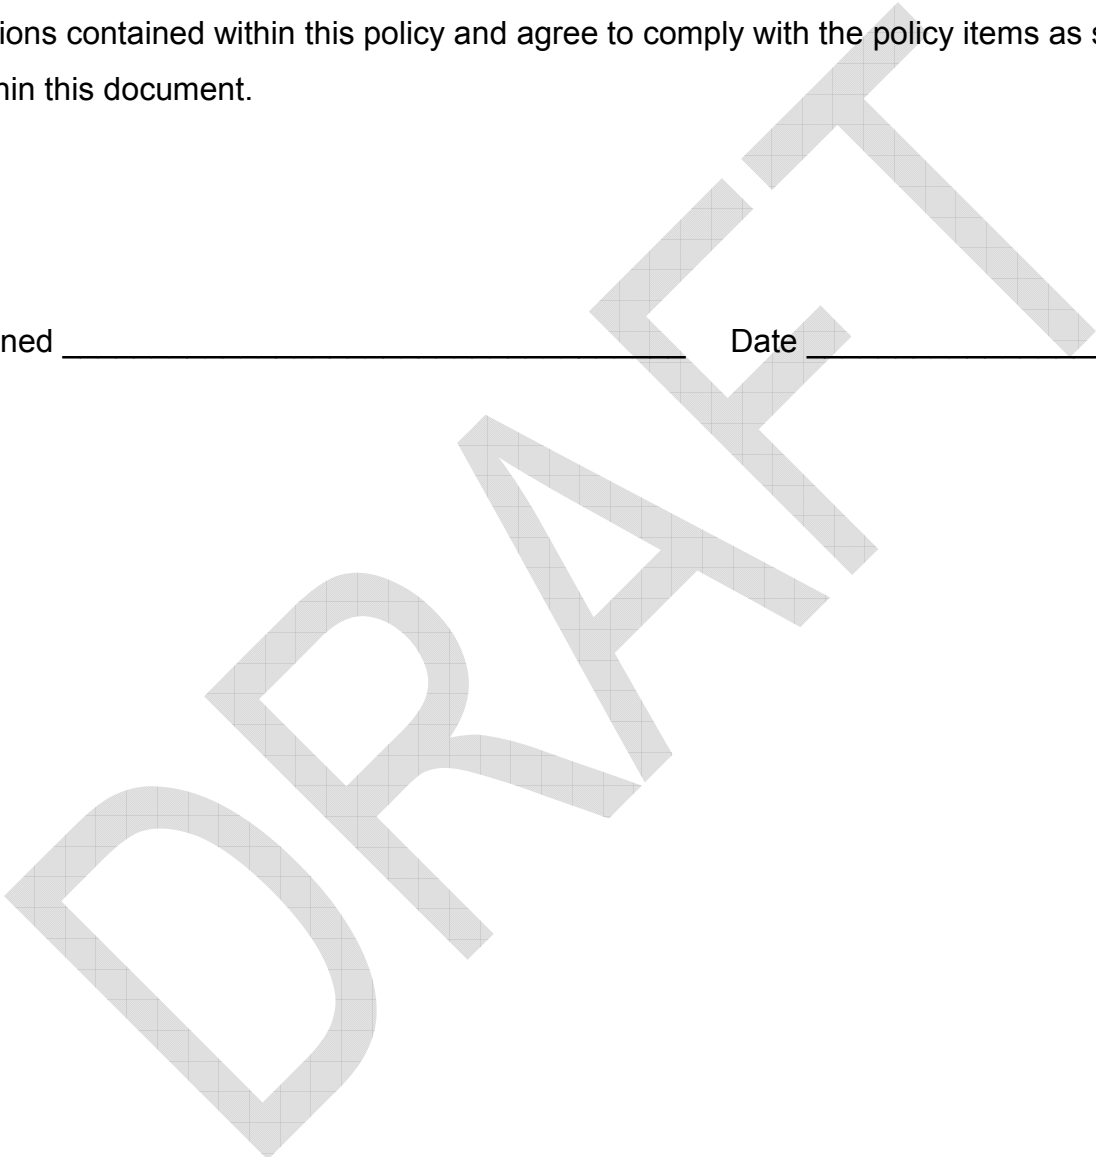 ions contained within this policy and agree to comply with the policy items as s
hin this document.
ned ___________________________________ Date ________________
DRAFT